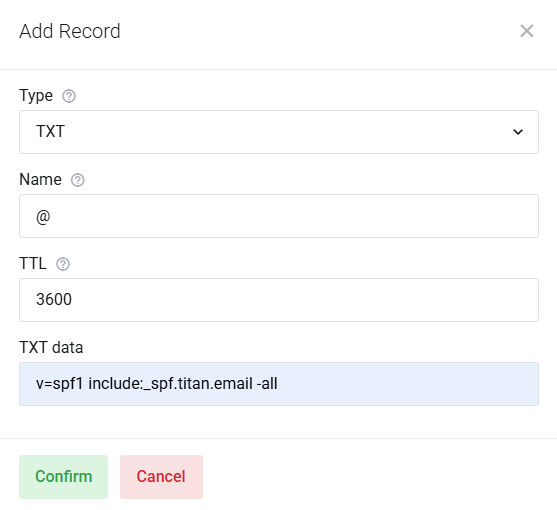 Add Record
Type
TXT
Name
@
TTL
3600
TXT data
v=spf1 include:_spf.titan.email -all
Confirm Cancel